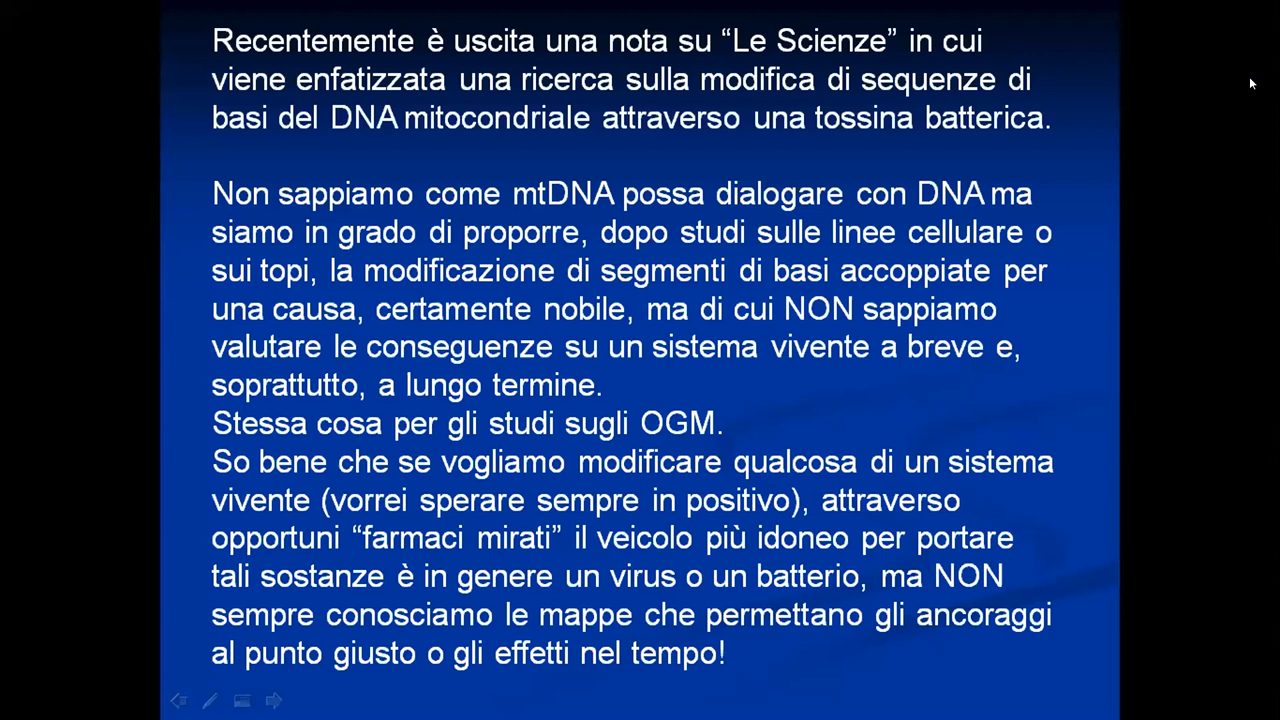 Recentemente è uscita una nota su “Le Scienze” in cui
viene enfatizzata una ricerca sulla modifica di sequenze di
basi del DNA mitocondriale attraverso una tossina batterica.
Non sappiamo come mtDNA possa dialogare con DNA ma
siamo in grado di proporre, dopo studi sulle linee cellulare o
sui topi, la modificazione di segmenti di basi accoppiate per
una causa, certamente nobile, ma di cui NON sappiamo
valutare le conseguenze su un sistema vivente a breve e,
soprattutto, a lungo termine.
Stessa cosa per gli studi sugli OGM.
So bene che se vogliamo modificare qualcosa di un sistema
vivente (vorrei sperare sempre in positivo), attraverso
opportuni “farmaci mirati” il veicolo più idoneo per portare
tali sostanze è in genere un virus o un batterio, ma NON
sempre conosciamo le mappe che permettano gli ancoraggi
al punto giusto o gli effetti nel tempo!